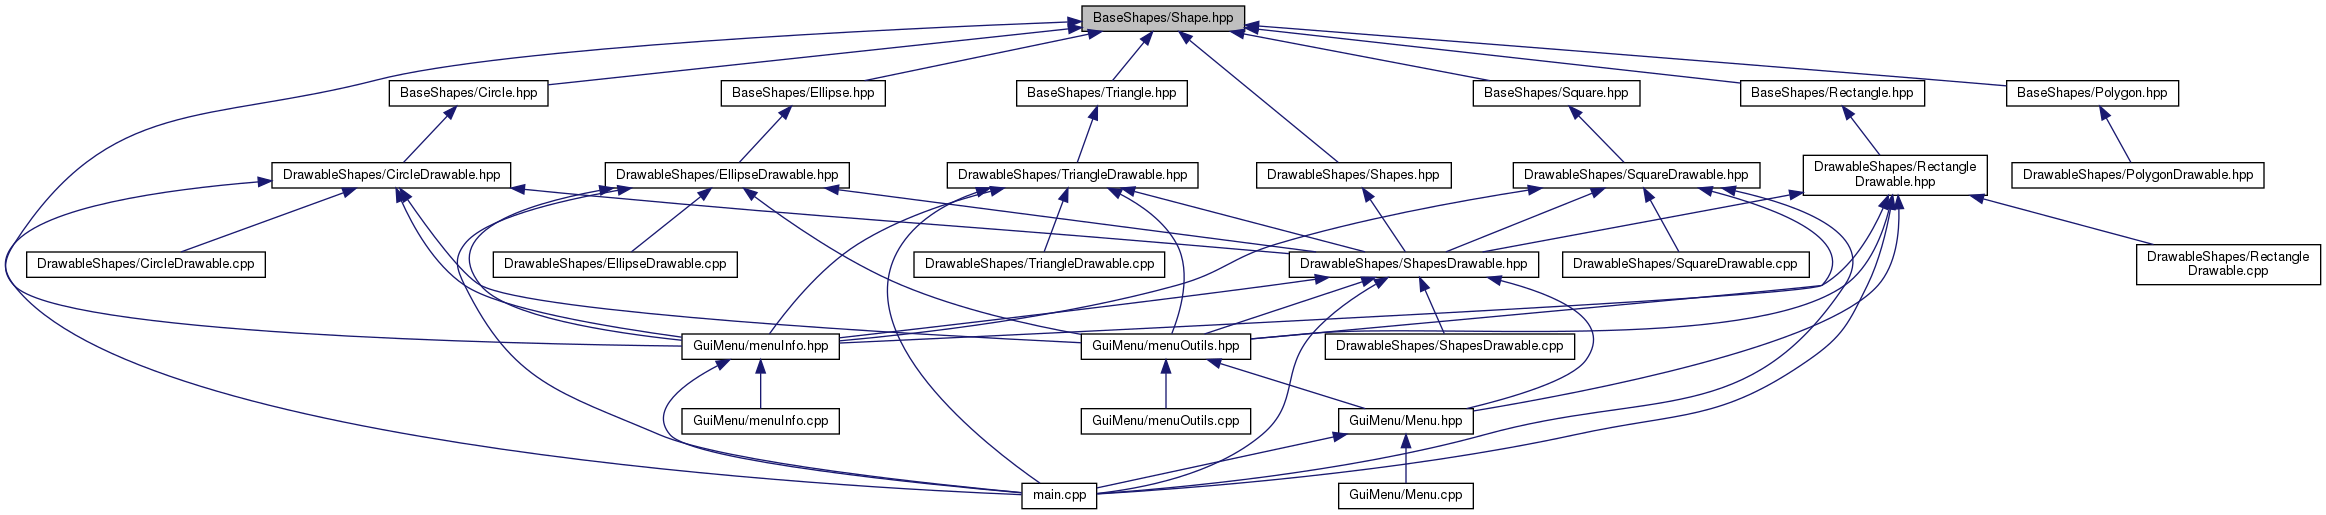 BaseShapes/Shape.hpp
BaseShapes/Circle.hpp
BaseShapes/Ellipse.hpp
BaseShapes/Triangle.hpp
BaseShapes/Square.hpp
BaseShapes/Rectangle.hpp
BaseShapes/Polygon.hpp
DrawableShapes/CircleDrawable.hpp
DrawableShapes/EllipseDrawable.hpp
DrawableShapes/TriangleDrawable.hpp
DrawableShapes/Shapes.hpp
DrawableShapes/SquareDrawable.hpp
DrawableShapes/Rectangle
Drawable.hpp
DrawableShapes/PolygonDrawable.hpp
DrawableShapes/CircleDrawable.cpp
DrawableShapes/EllipseDrawable.cpp
DrawableShapes/TriangleDrawable.cpp
DrawableShapes/ShapesDrawable.hpp
DrawableShapes/SquareDrawable.cpp
DrawableShapes/Rectangle
Drawable.cpp
GuiMenu/menuInfo.hpp
GuiMenu/menuOutils.hpp
DrawableShapes/ShapesDrawable.cpp
GuiMenu/menuInfo.cpp
GuiMenu/menuOutils.cpp
GuiMenu/Menu.hpp
main.cpp
GuiMenu/Menu.cpp